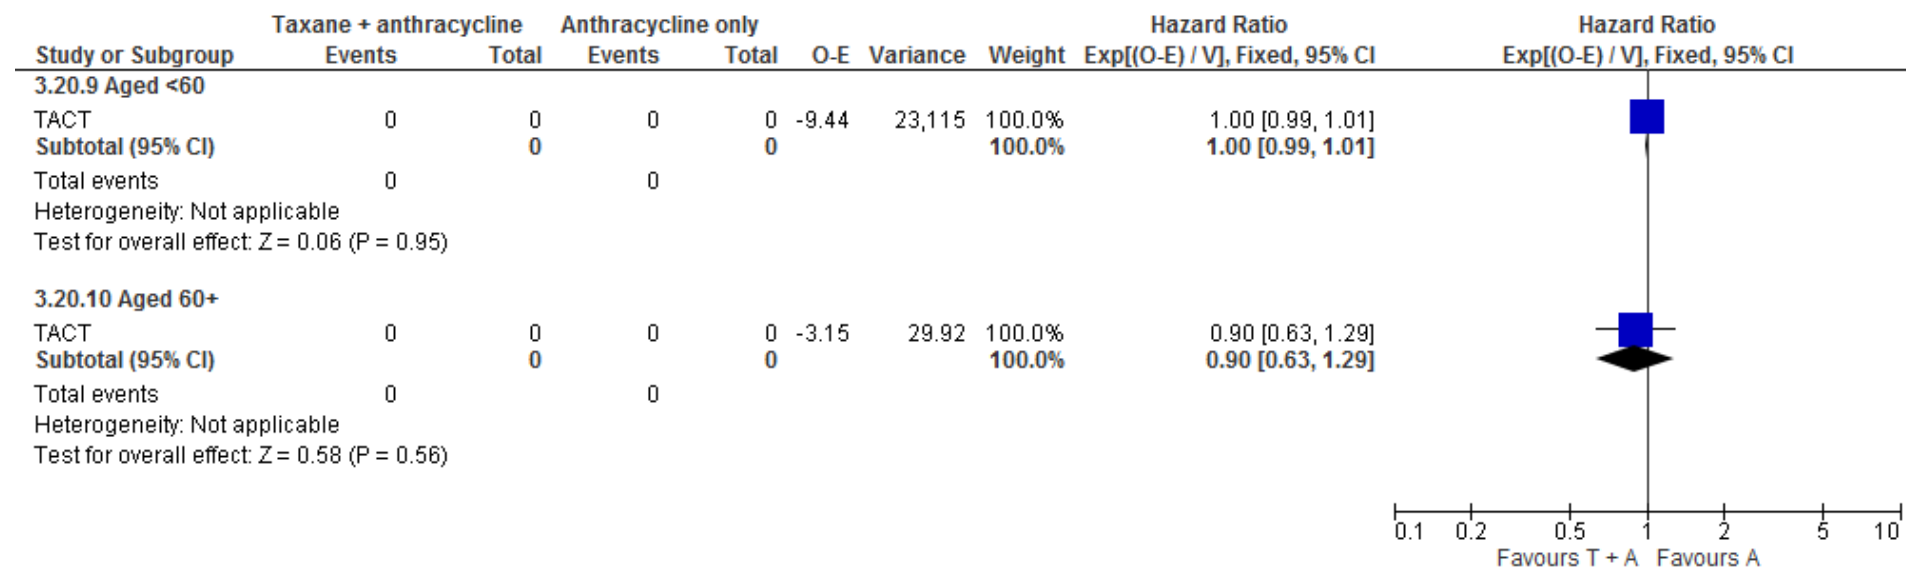 Taxane + anthracycline Anthracycline only Hazard Ratio Hazard Ratio
Study or Subgroup Events Total Events Total O-E Variance Weight Exp[(O-E) / V], Fixed, 95% CI Exp[(O-E) / V], Fixed, 95% CI
3.20.9 Aged <60
TACT 0 0 0 0 -9.44 23,115 100.0% 1.00 [0.99, 1.01]
Subtotal (95% CI) 0 0 100.0% 1.00 [0.99, 1.01]
Total events 0 0
Heterogeneity: Not applicable
Test for overall effect: Z = 0.06 (P = 0.95)
3.20.10 Aged 60+
TACT 0 0 0 0 -3.15 29.92 100.0% 0.90 [0.63, 1.29]
Subtotal (95% CI) 0 0 100.0% 0.90 [0.63, 1.29]
Total events 0 0
Heterogeneity: Not applicable
Test for overall effect: Z = 0.58 (P = 0.56)
0.1 0.2 0.5 1 2 5 10
Favours T + A Favours A